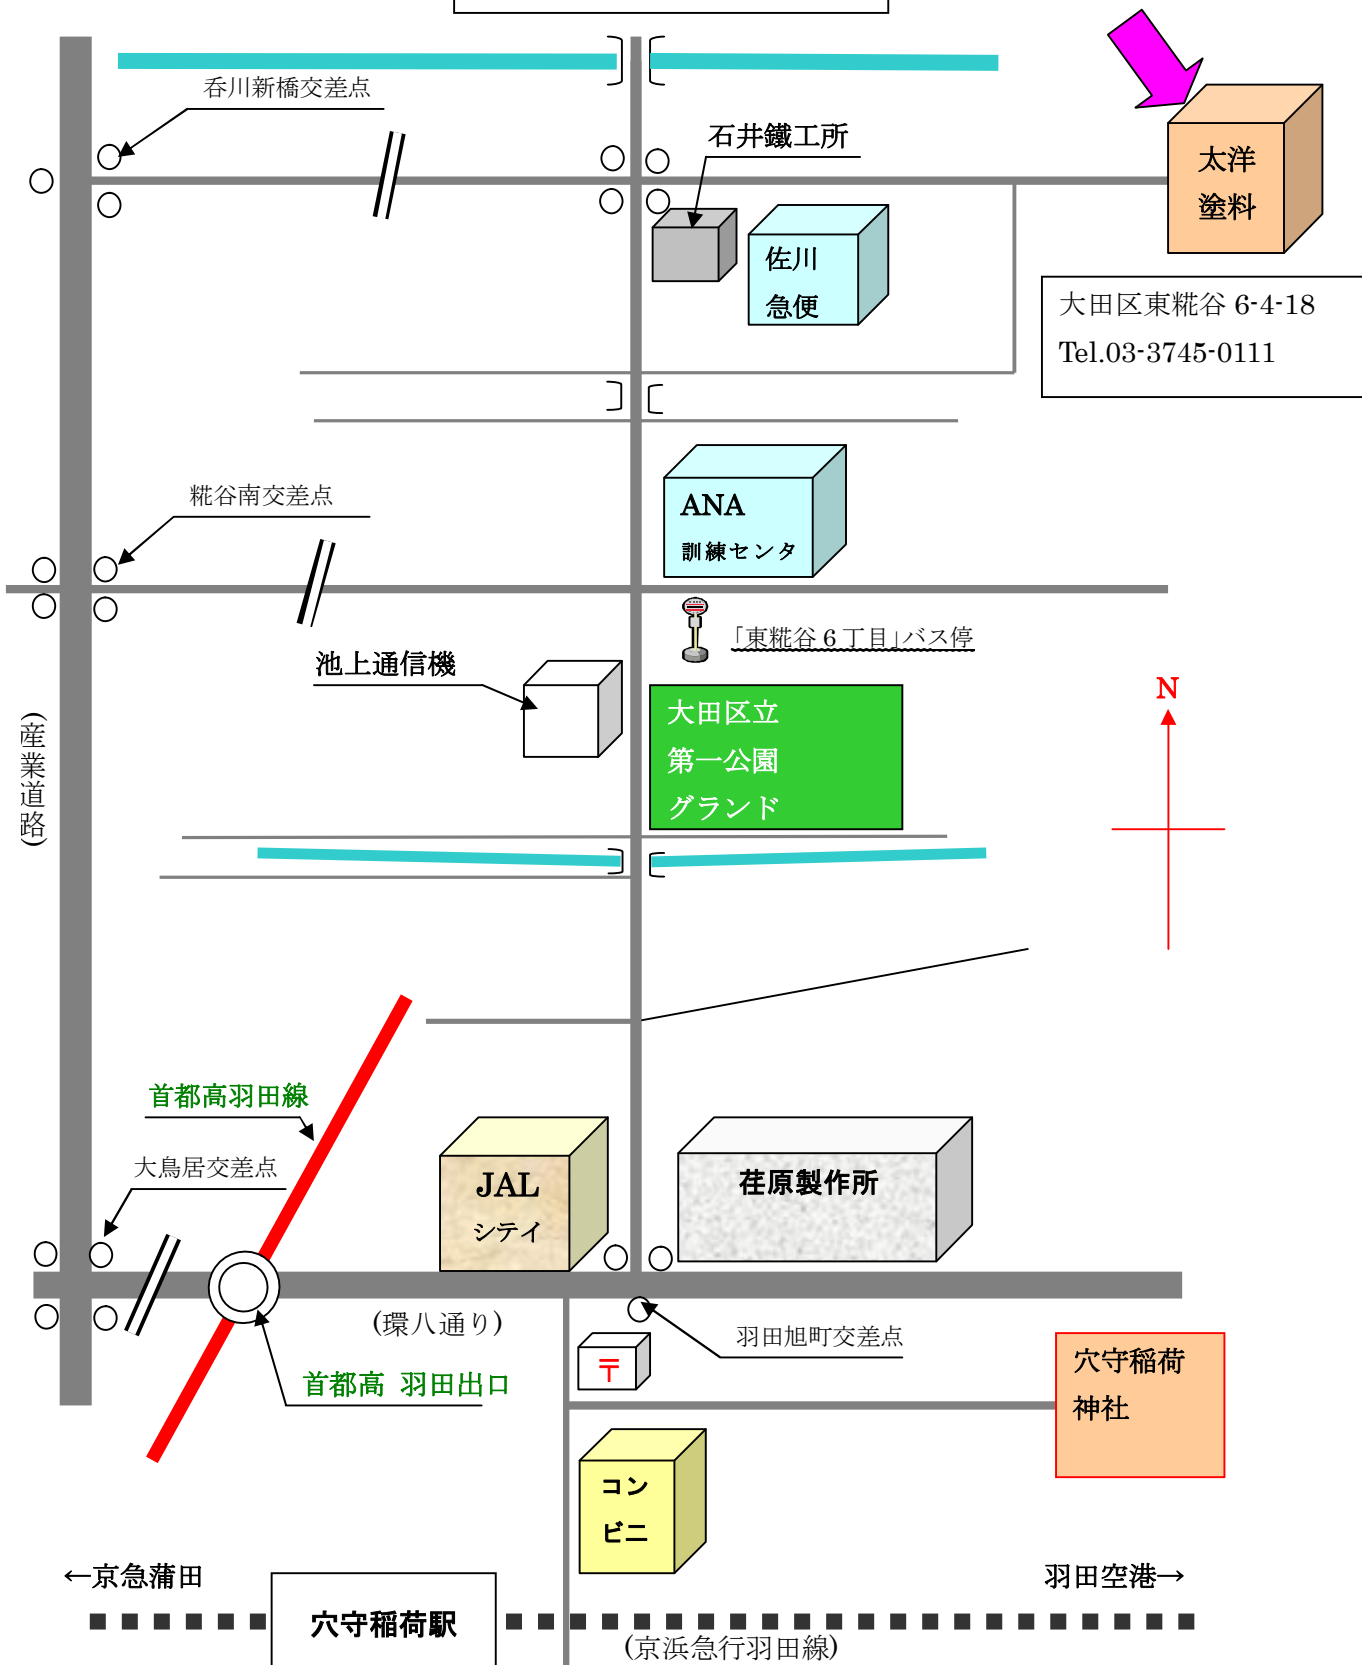 呑川新橋交差点
石井鐵工所
太洋
塗料
佐川
急便
大田区東糀谷 6-4-18
Tel.03-3745-0111
糀谷南交差点
ANA
訓練センタ
「東糀谷 6 丁目」バス停
池上通信機
大田区立
第一公園
グランド
N
(産業道路)
首都高羽田線
大鳥居交差点
JAL
シテイ
荏原製作所
(環八通り)
羽田旭町交差点
〒
首都高 羽田出口
穴守稲荷
神社
コン
ビニ
←京急蒲田
羽田空港→
穴守稲荷駅
(京浜急行羽田線)